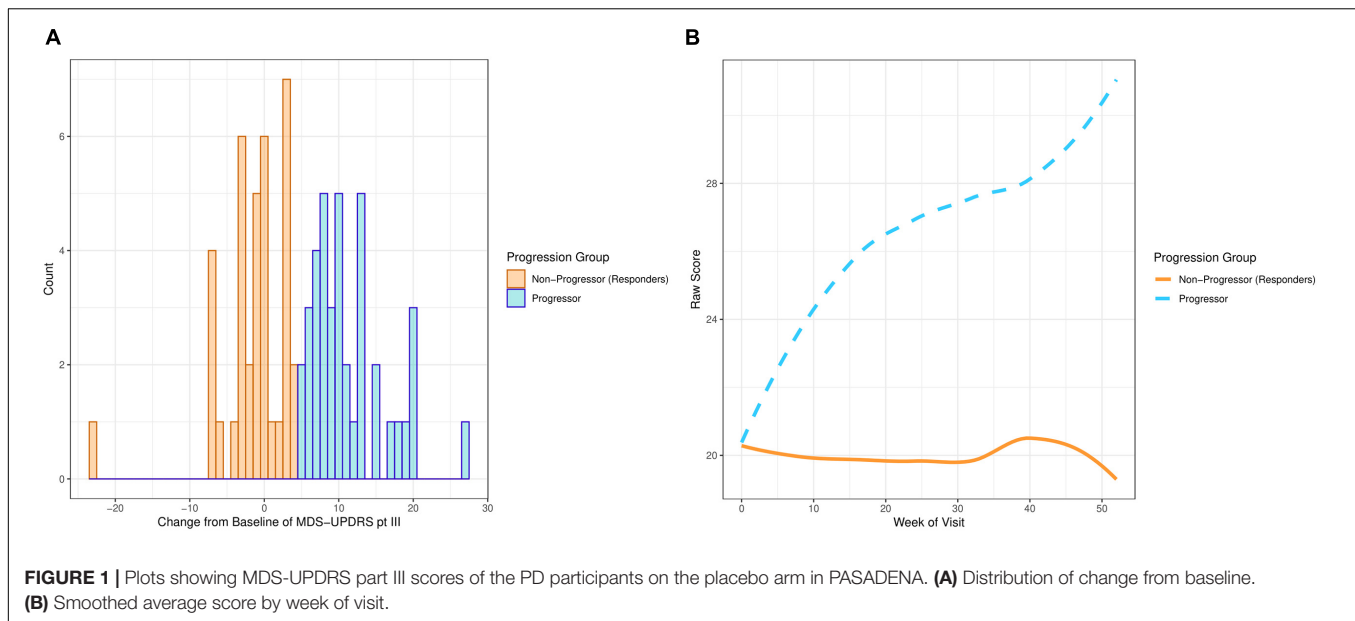 A
6
4
2
0
Count
−20
−10
0
10
20
30
Change from Baseline of MDS−UPDRS pt III
Progression Group
Non−Progressor (Responders)
Progressor
B
28
24
20
Raw Score
0
10
20
30
40
50
Week of Visit
Progression Group
Non−Progressor (Responders)
Progressor
FIGURE 1 | Plots showing MDS-UPDRS part III scores of the PD participants on the placebo arm in PASADENA. (A) Distribution of change from baseline.
(B) Smoothed average score by week of visit.